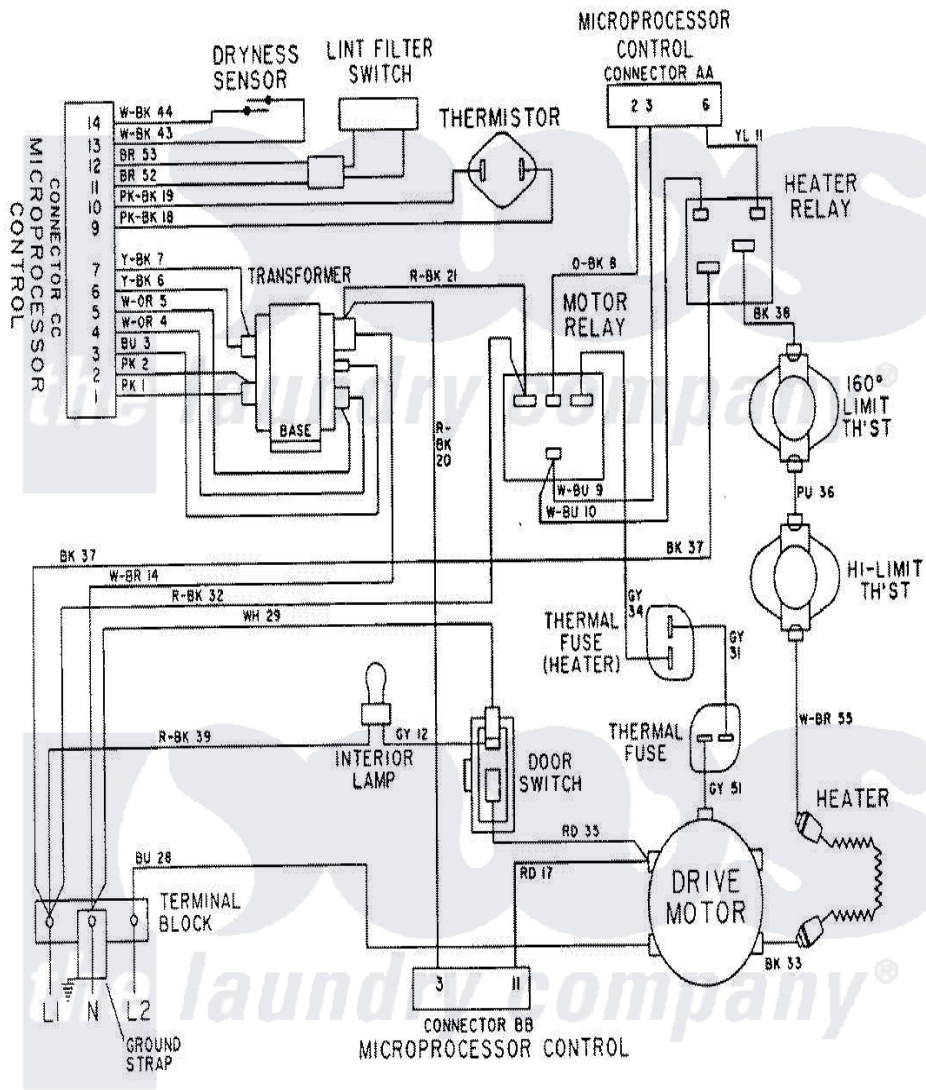 MICROPROCESSOR
CONTROL
CONNECTOR AA
2 3 6
DRYNESS
SENSOR
LINT FILTER
SWITCH
THERMISTOR
YL 11
HEATER
RELAY
14
W-BK 44
13
W-BK 43
12
BR 53
11
BR 52
10
PK-BK 19
9
PK-BK 18
7
Y-BK 7
6
Y-BK 6
5
W-OR 5
4
W-OR 4
3
BU 3
2
PK 2
1
PK 1
CONNECTOR CC
MICROPROCESSOR
CONTROL
TRANSFORMER
BASE
R-BK 21
O-BK 8
MOTOR
RELAY
BK 38
160°
LIMIT
TH'ST
R-
BK
20
W-BU 9
W-BU 10
PU 36
BK 37
BK 37
W-BR 14
R-BK 32
WH 29
HI-LIMIT
TH'ST
GY
34
THERMAL
FUSE
(HEATER)
GY
31
W-BR 55
R-BK 39
GY 12
INTERIOR
LAMP
DOOR
SWITCH
THERMAL
FUSE
GY 51
HEATER
RD 35
RD 17
BU 28
DRIVE
MOTOR
BK 33
TERMINAL
BLOCK
L1 N L2
GROUND
STRAP
3 11
CONNECTOR BB
MICROPROCESSOR CONTROL
the laundry company®
the laundry company®